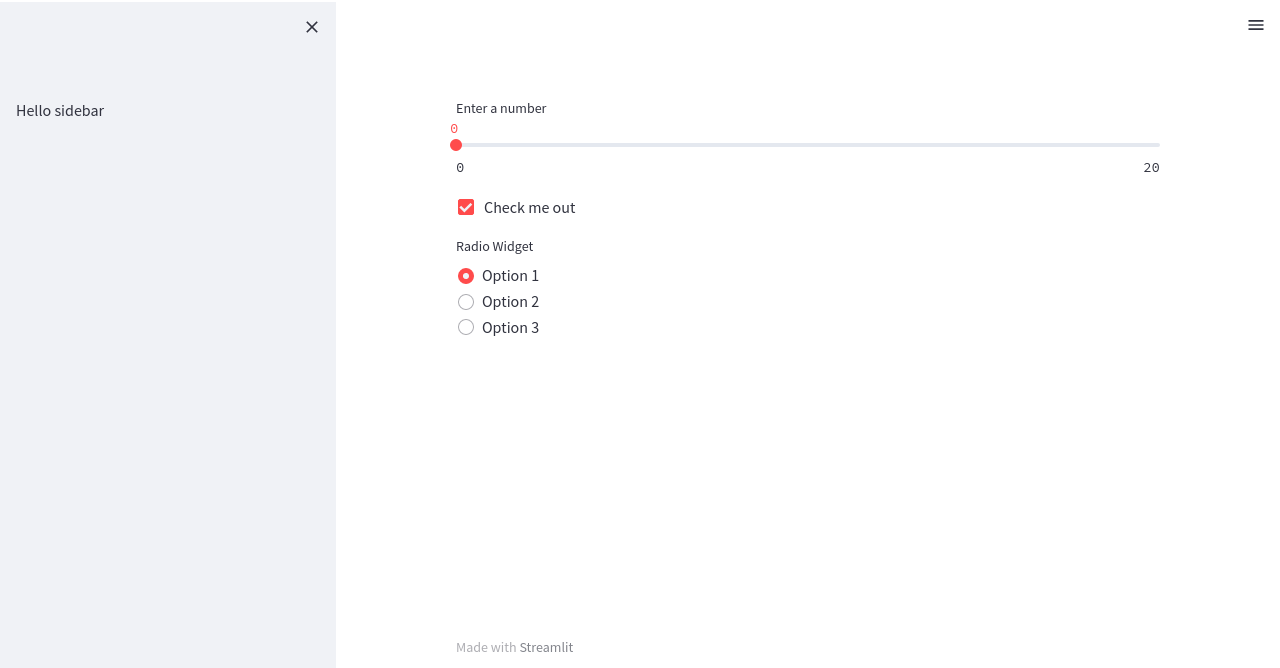 Hello sidebar
Enter a number
0
0 20
Check me out
Radio Widget
Option 1
Option 2
Option 3
Made with Streamlit